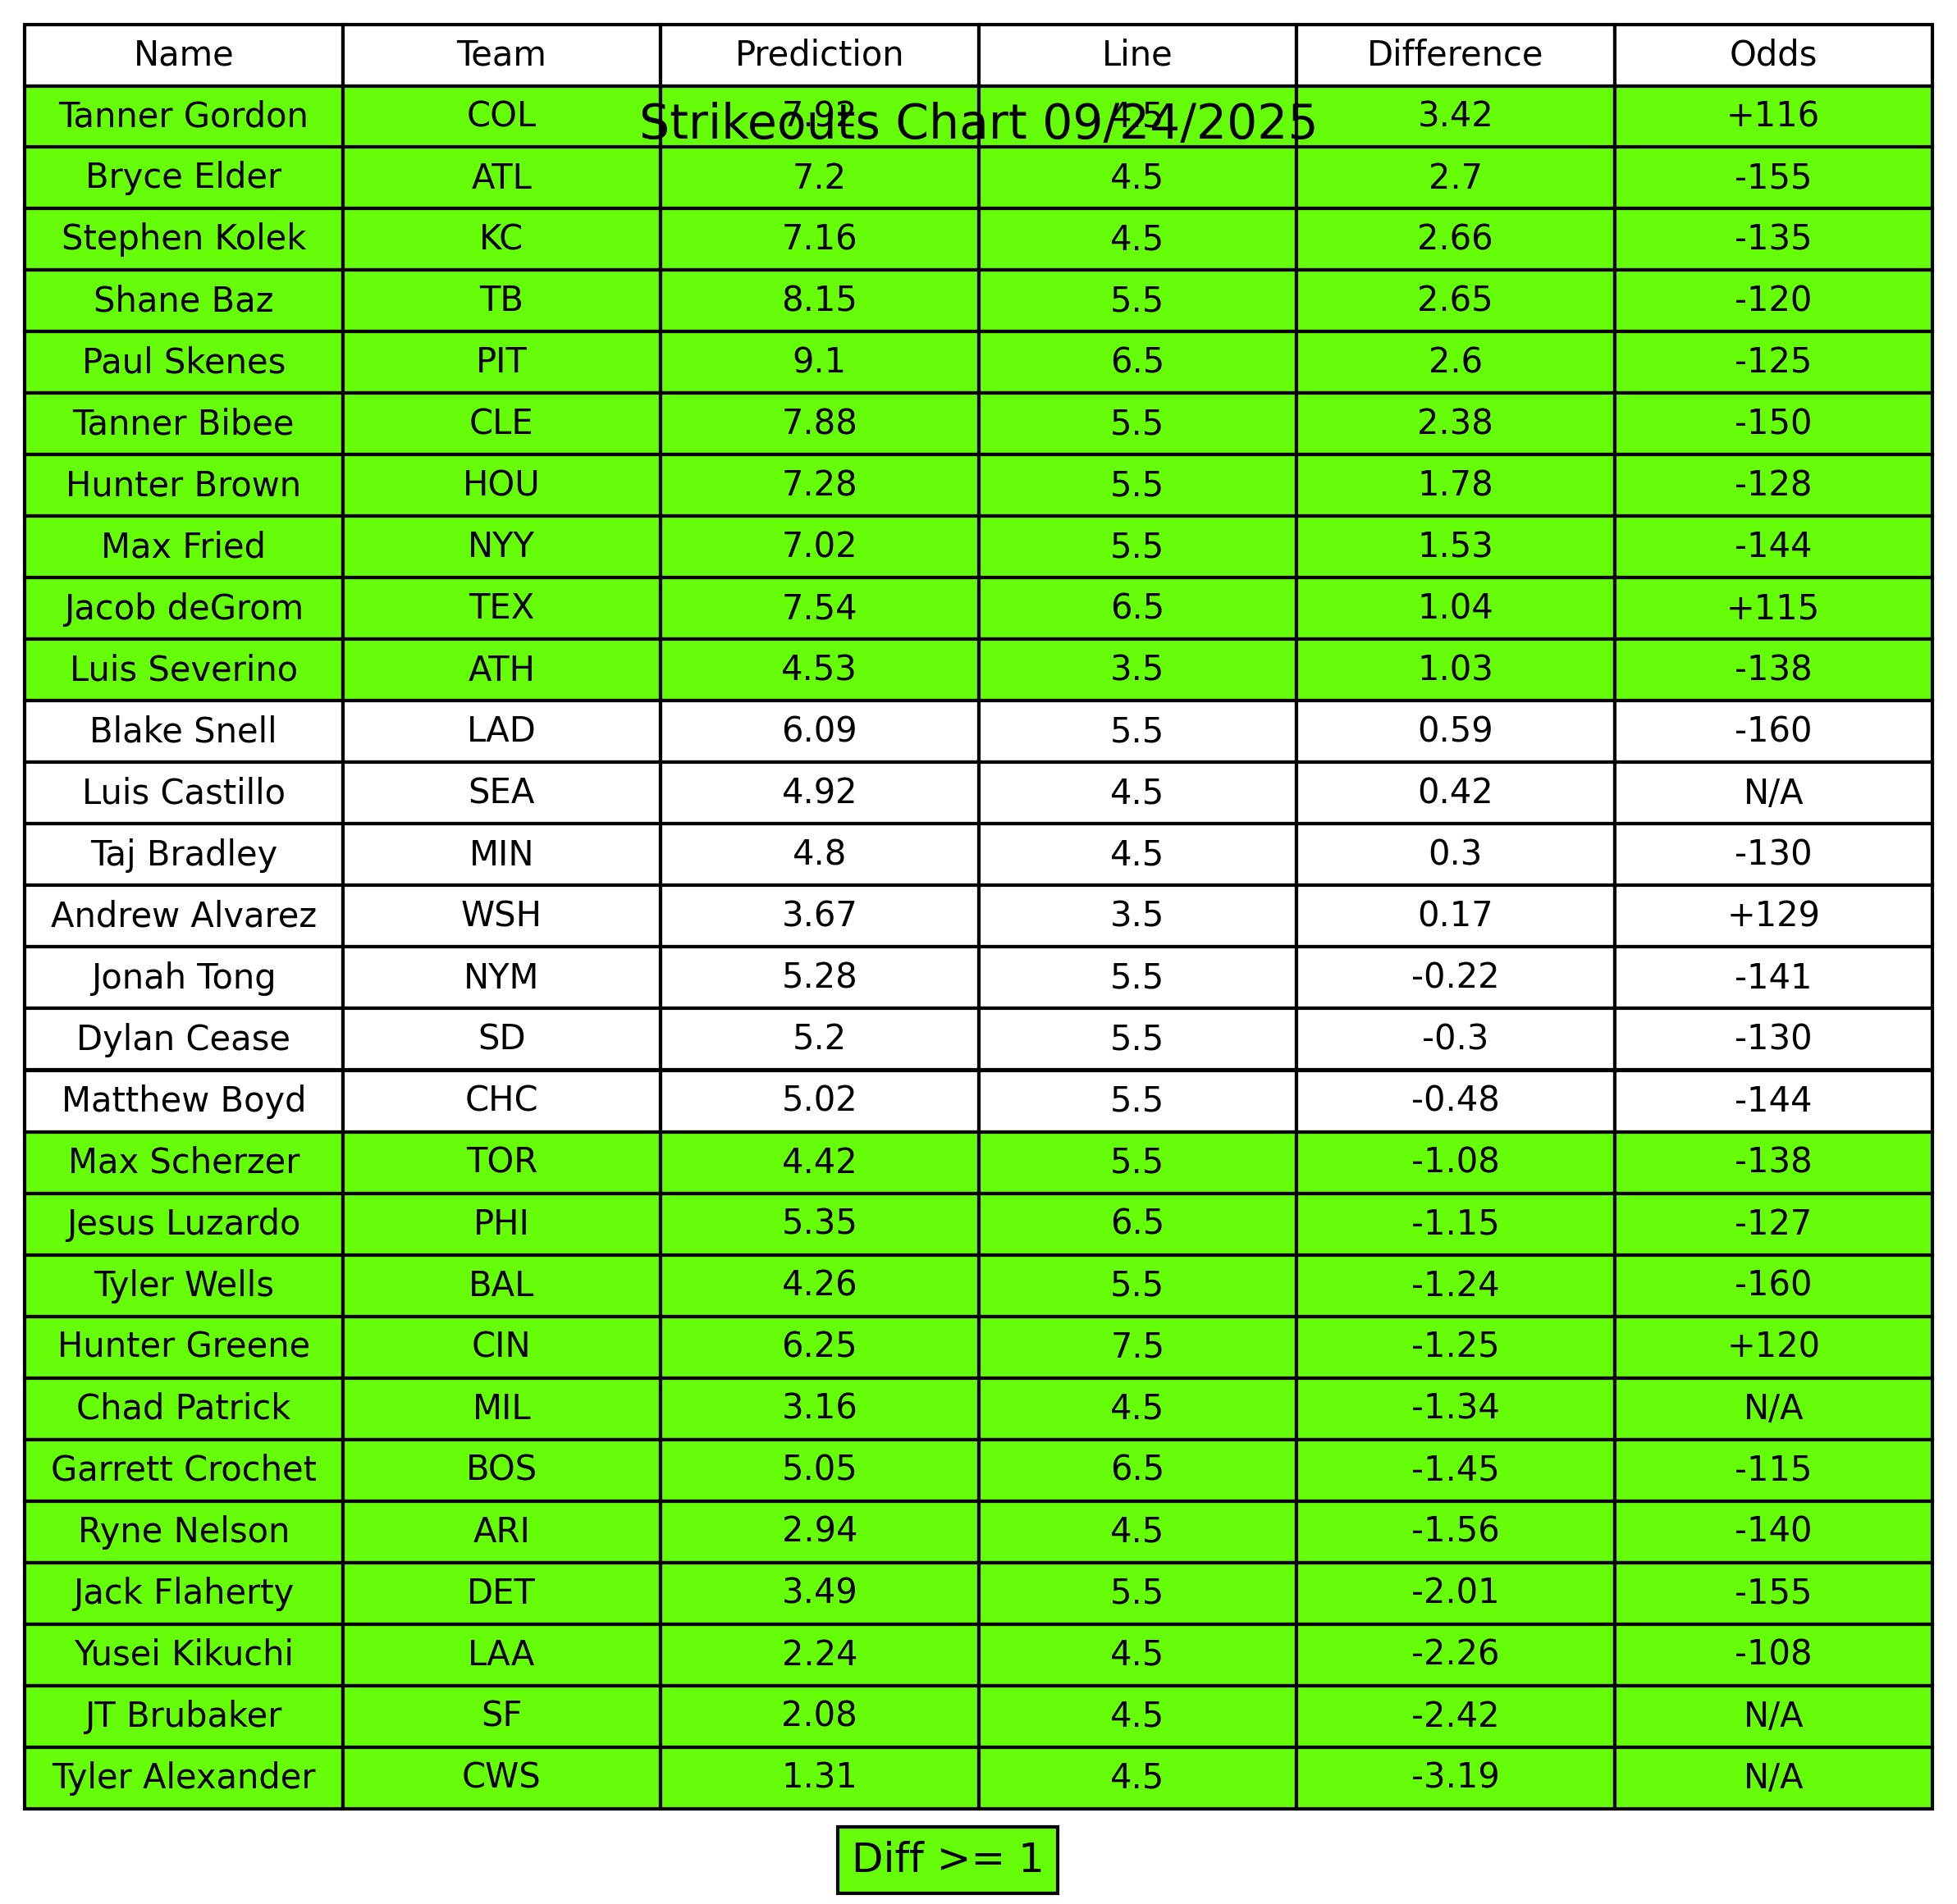 Name Team Prediction Line Difference Odds
Tanner Gordon COL 7.92 4.5 3.42 +116
Strikeouts Chart 09/24/2025
Bryce Elder ATL 7.2 4.5 2.7 -155
Stephen Kolek KC 7.16 4.5 2.66 -135
Shane Baz TB 8.15 5.5 2.65 -120
Paul Skenes PIT 9.1 6.5 2.6 -125
Tanner Bibee CLE 7.88 5.5 2.38 -150
Hunter Brown HOU 7.28 5.5 1.78 -128
Max Fried NYY 7.02 5.5 1.53 -144
Jacob deGrom TEX 7.54 6.5 1.04 +115
Luis Severino ATH 4.53 3.5 1.03 -138
Blake Snell LAD 6.09 5.5 0.59 -160
Luis Castillo SEA 4.92 4.5 0.42 N/A
Taj Bradley MIN 4.8 4.5 0.3 -130
Andrew Alvarez WSH 3.67 3.5 0.17 +129
Jonah Tong NYM 5.28 5.5 -0.22 -141
Dylan Cease SD 5.2 5.5 -0.3 -130
Matthew Boyd CHC 5.02 5.5 -0.48 -144
Max Scherzer TOR 4.42 5.5 -1.08 -138
Jesus Luzardo PHI 5.35 6.5 -1.15 -127
Tyler Wells BAL 4.26 5.5 -1.24 -160
Hunter Greene CIN 6.25 7.5 -1.25 +120
Chad Patrick MIL 3.16 4.5 -1.34 N/A
Garrett Crochet BOS 5.05 6.5 -1.45 -115
Ryne Nelson ARI 2.94 4.5 -1.56 -140
Jack Flaherty DET 3.49 5.5 -2.01 -155
Yusei Kikuchi LAA 2.24 4.5 -2.26 -108
JT Brubaker SF 2.08 4.5 -2.42 N/A
Tyler Alexander CWS 1.31 4.5 -3.19 N/A
Diff >= 1